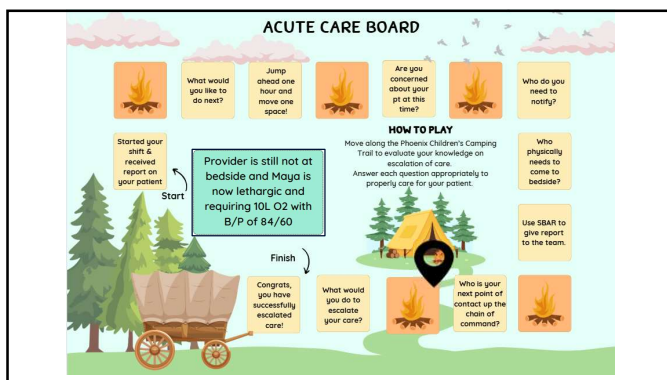 ACUTE CARE BOARD
What would
you like to
do next?
Jump
ahead one
hour and
move one
space!
Are you
concerned
about your
pt at this
time?
Who do you
need to
notify?
Started your
shift &
received
report on
your patient
Start
Provider is still not at
bedside and Maya is
now lethargic and
requiring 10L O2 with
B/P of 84/60
HOW TO PLAY
Move along the Phoenix Children's Camping
Trail to evaluate your knowledge on
escalation of care.
Answer each question appropriately to
properly care for your patient.
Who
physically
needs to
come to
bedside?
Use SBAR to
give report
to the team.
Finish
Congrats,
you have
successfully
escalated
care!
What would
you do to
escalate
your care?
Who is your
next point of
contact up the
chain of
command?